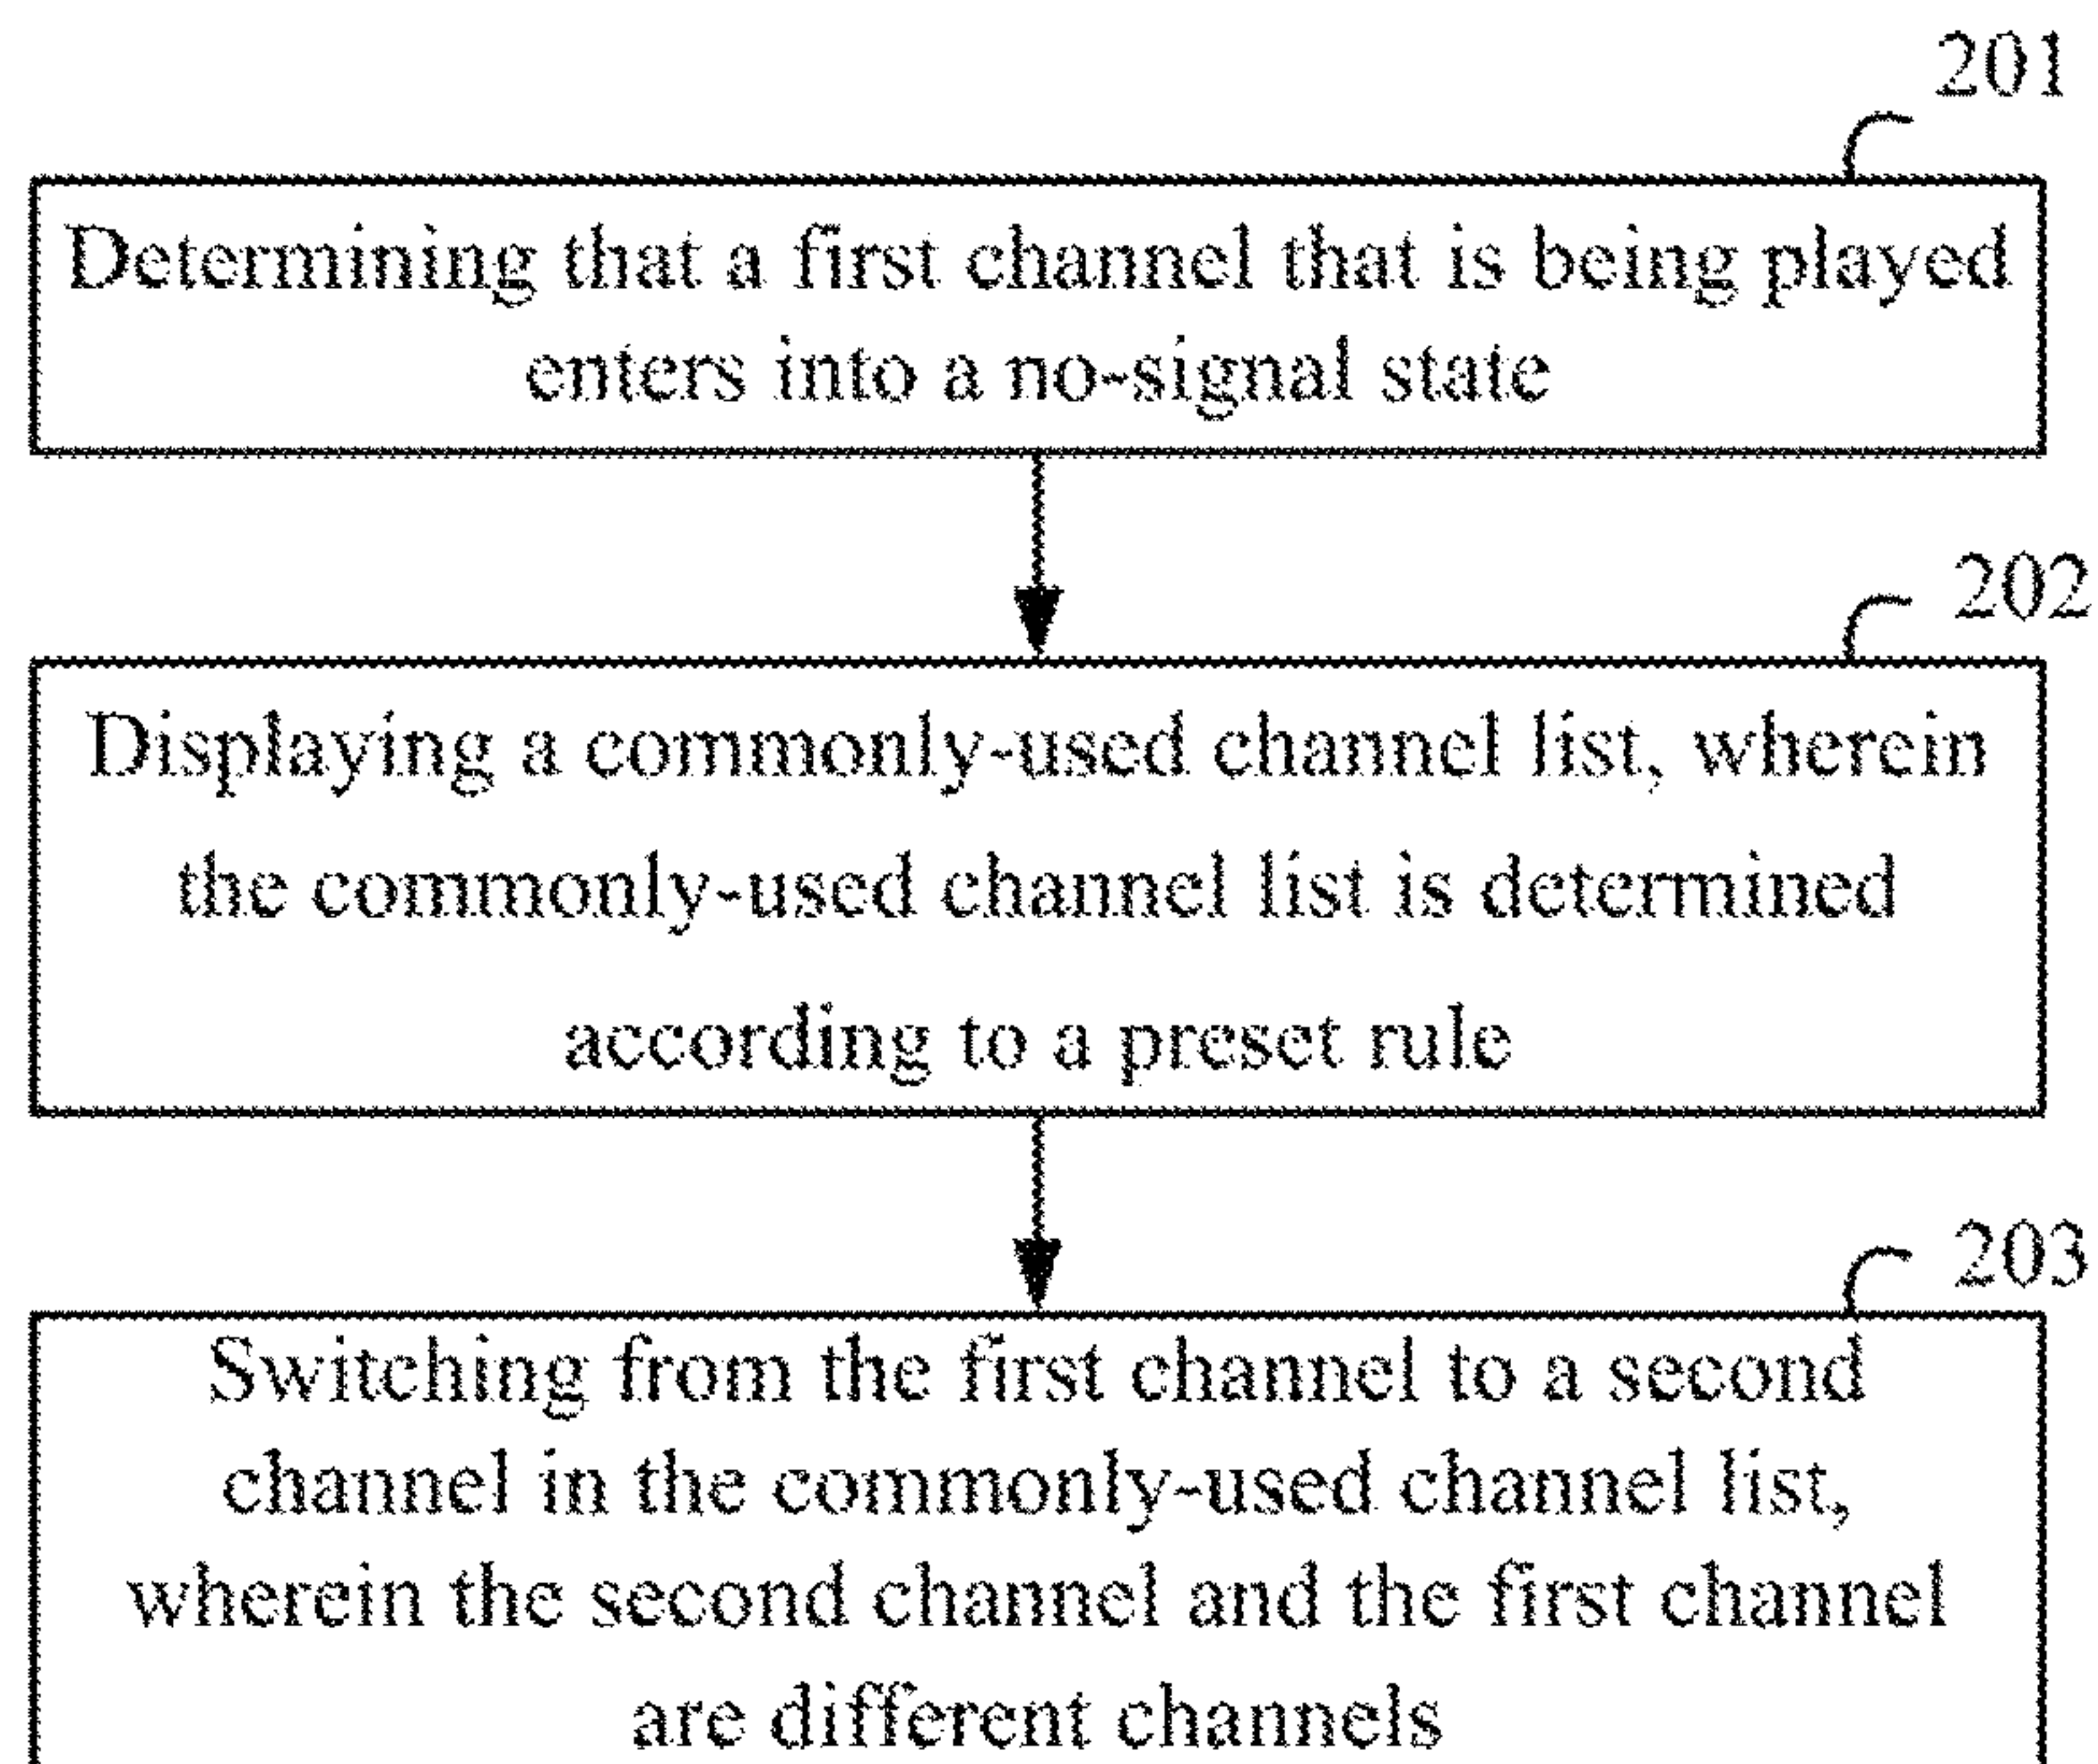 201
Determining that a first channel that is being played
enters into a no-signal state
202
Displaying a commonly-used channel list, wherein
the commonly-used channel list is determined
according to a preset rule
203
Switching from the first channel to a second
channel in the commonly-used channel list,
wherein the second channel and the first channel
are different channels